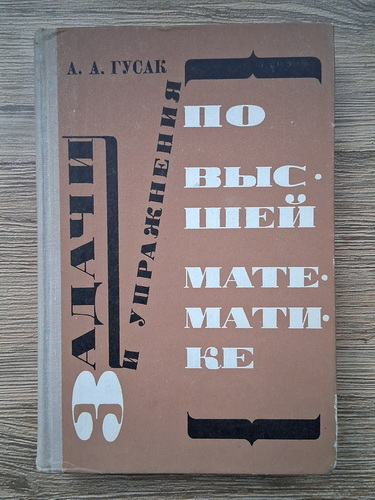 А. А. ГУСАК
ЗАДАЧИ
И УПРАЖНЕНИЯ
ПО
ВЫС·
ШЕЙ
МАТЕ·
МАТИ·
КЕ